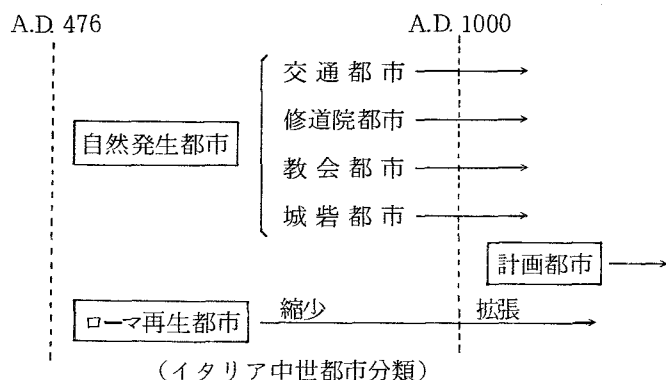 A.D. 476 A.D. 1000
交通都市
修道院都市
自然発生都市
教会都市
城砦都市
計画都市
縮少 拡張
ローマ再生都市
(イタリア中世都市分類)